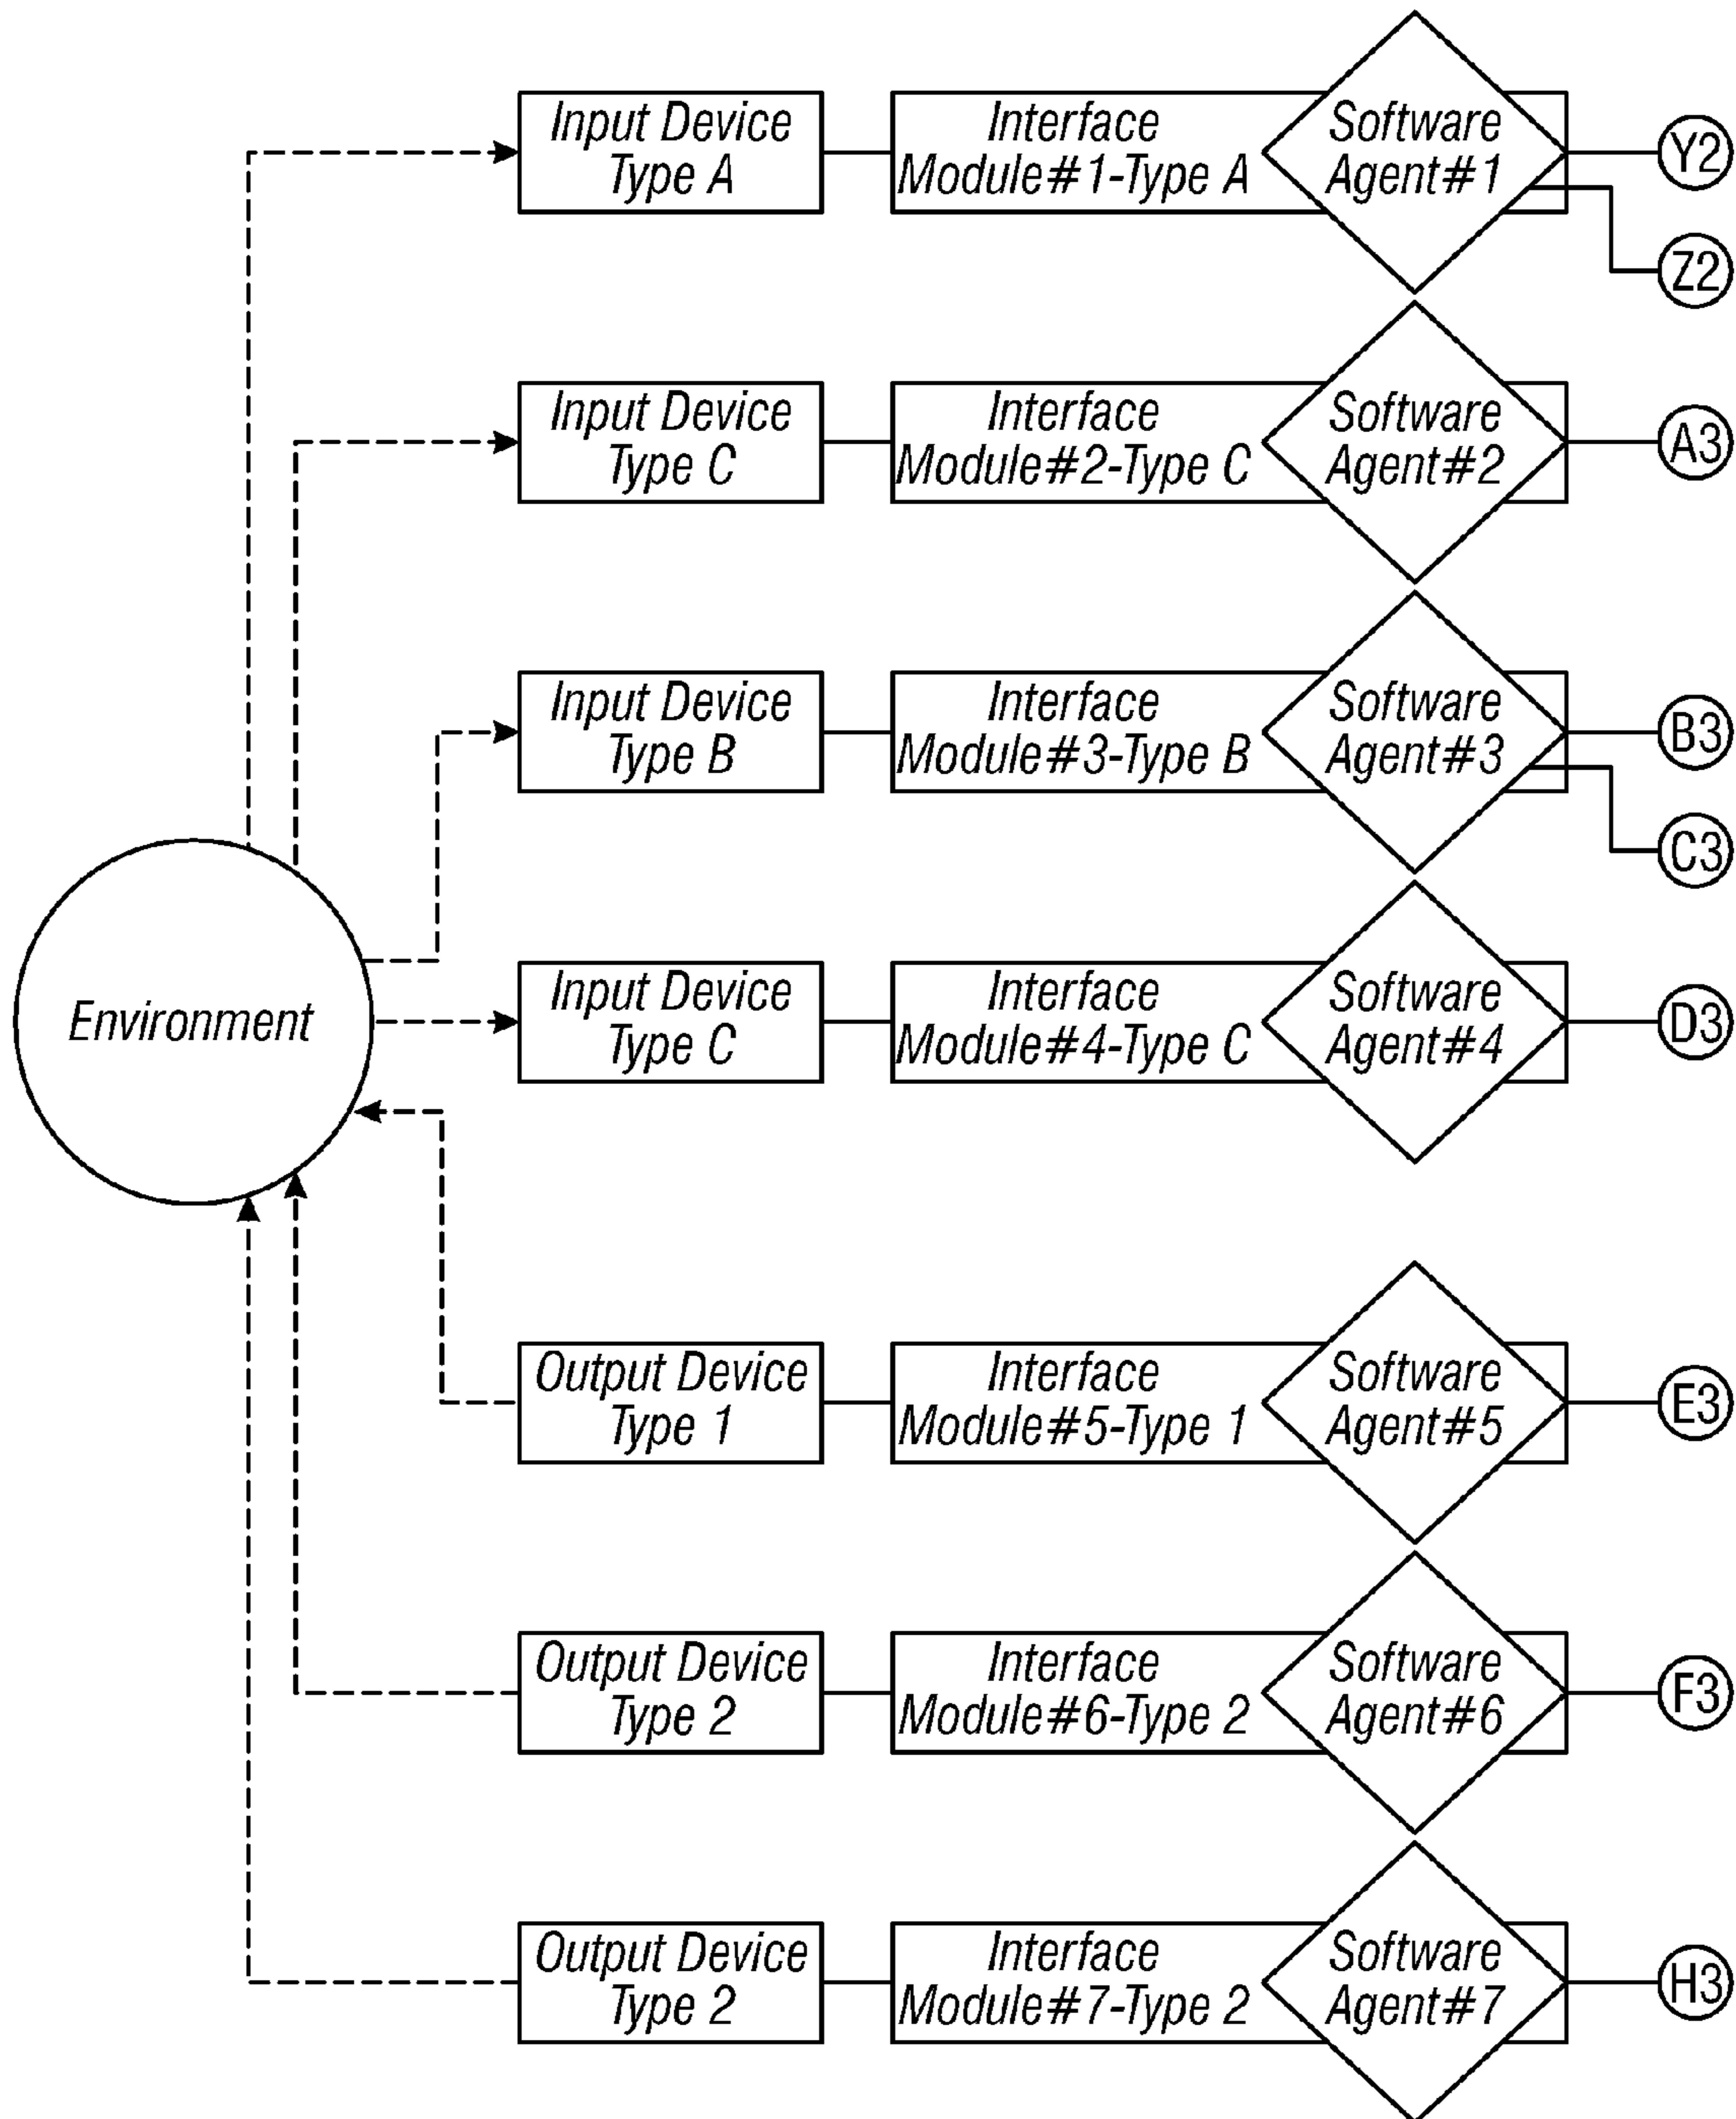 Input Device
Type A
Interface
Module#1-Type A
Software
Agent#1
Y2
Z2
Input Device
Type C
Interface
Module#2-Type C
Software
Agent#2
A3
Input Device
Type B
Interface
Module#3-Type B
Software
Agent#3
B3
C3
Environment
Input Device
Type C
Interface
Module#4-Type C
Software
Agent#4
D3
Output Device
Type 1
Interface
Module#5-Type 1
Software
Agent#5
E3
Output Device
Type 2
Interface
Module#6-Type 2
Software
Agent#6
F3
Output Device
Type 2
Interface
Module#7-Type 2
Software
Agent#7
H3